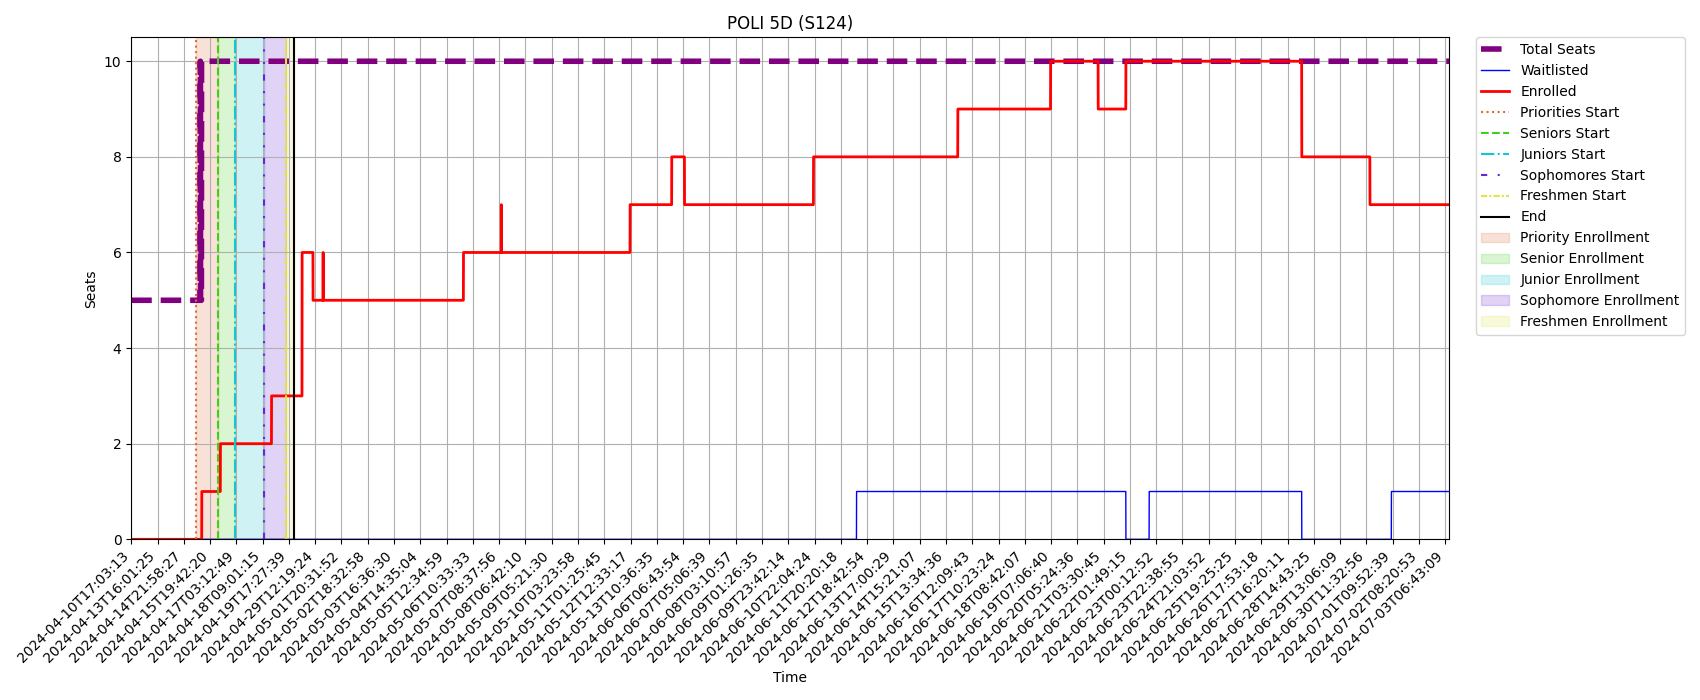 POLI 5D (S124)
Total Seats
Waitlisted
Enrolled
Priorities Start
Seniors Start
Juniors Start
Sophomores Start
Freshmen Start
End
Priority Enrollment
Senior Enrollment
Junior Enrollment
Sophomore Enrollment
Freshmen Enrollment
Seats
10
8
6
4
2
0
2024-04-10T17:03:13
2024-04-13T16:01:25
2024-04-14T21:58:27
2024-04-15T19:42:20
2024-04-17T03:12:49
2024-04-18T09:01:15
2024-04-19T17:27:39
2024-04-29T12:19:24
2024-05-01T20:31:52
2024-05-02T18:32:58
2024-05-03T16:36:30
2024-05-04T14:35:04
2024-05-05T12:34:59
2024-05-06T10:33:33
2024-05-07T08:37:56
2024-05-08T06:42:10
2024-05-09T05:21:30
2024-05-10T03:23:58
2024-05-11T01:25:45
2024-05-12T12:33:17
2024-05-13T10:36:35
2024-06-06T06:43:54
2024-06-07T05:06:39
2024-06-08T03:10:57
2024-06-09T01:26:35
2024-06-09T23:42:14
2024-06-10T22:04:24
2024-06-11T20:20:18
2024-06-12T18:42:54
2024-06-13T17:00:29
2024-06-14T15:21:07
2024-06-15T13:34:36
2024-06-16T12:09:43
2024-06-17T10:23:24
2024-06-18T08:42:07
2024-06-19T07:06:40
2024-06-20T05:24:36
2024-06-21T03:30:45
2024-06-22T01:49:15
2024-06-23T00:12:52
2024-06-23T22:38:55
2024-06-24T21:03:52
2024-06-25T19:25:25
2024-06-26T17:53:18
2024-06-27T16:20:11
2024-06-28T14:43:25
2024-06-29T13:06:09
2024-06-30T11:32:56
2024-07-01T09:52:39
2024-07-02T08:20:53
2024-07-03T06:43:09
Time